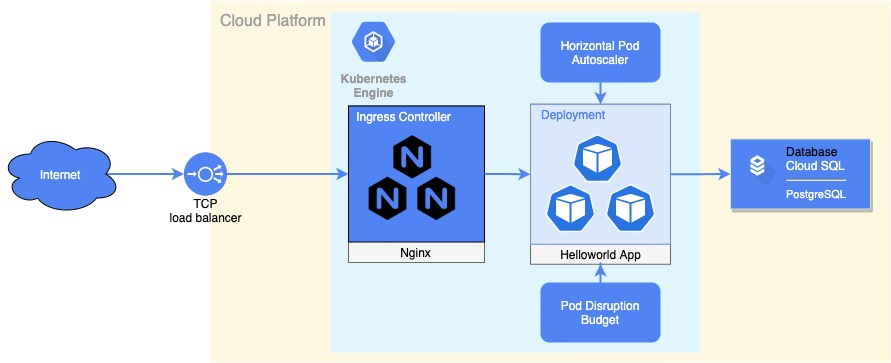 Cloud Platform
Kubernetes
Engine
Horizontal Pod
Autoscaler
Ingress Controller
N
N
N
Nginx
Deployment
Helloworld App
Pod Disruption
Budget
Internet
TCP
load balancer
Database
Cloud SQL
PostgreSQL